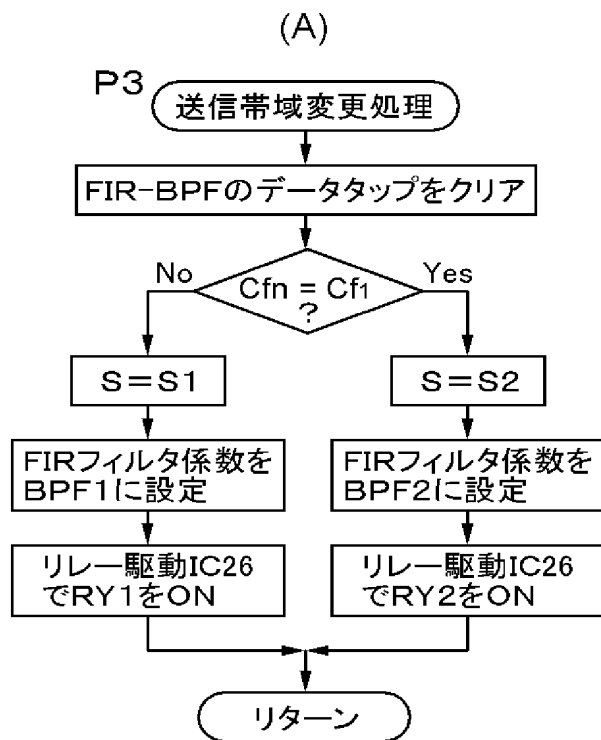 (A)
P3
送信帯域変更処理
FIR-BPFのデータタップをクリア
No
Cfn = Cf1
?
Yes
S=S1
S=S2
FIRフィルタ係数を
BPF1に設定
FIRフィルタ係数を
BPF2に設定
リレー駆動IC26
でRY1をON
リレー駆動IC26
でRY2をON
リターン